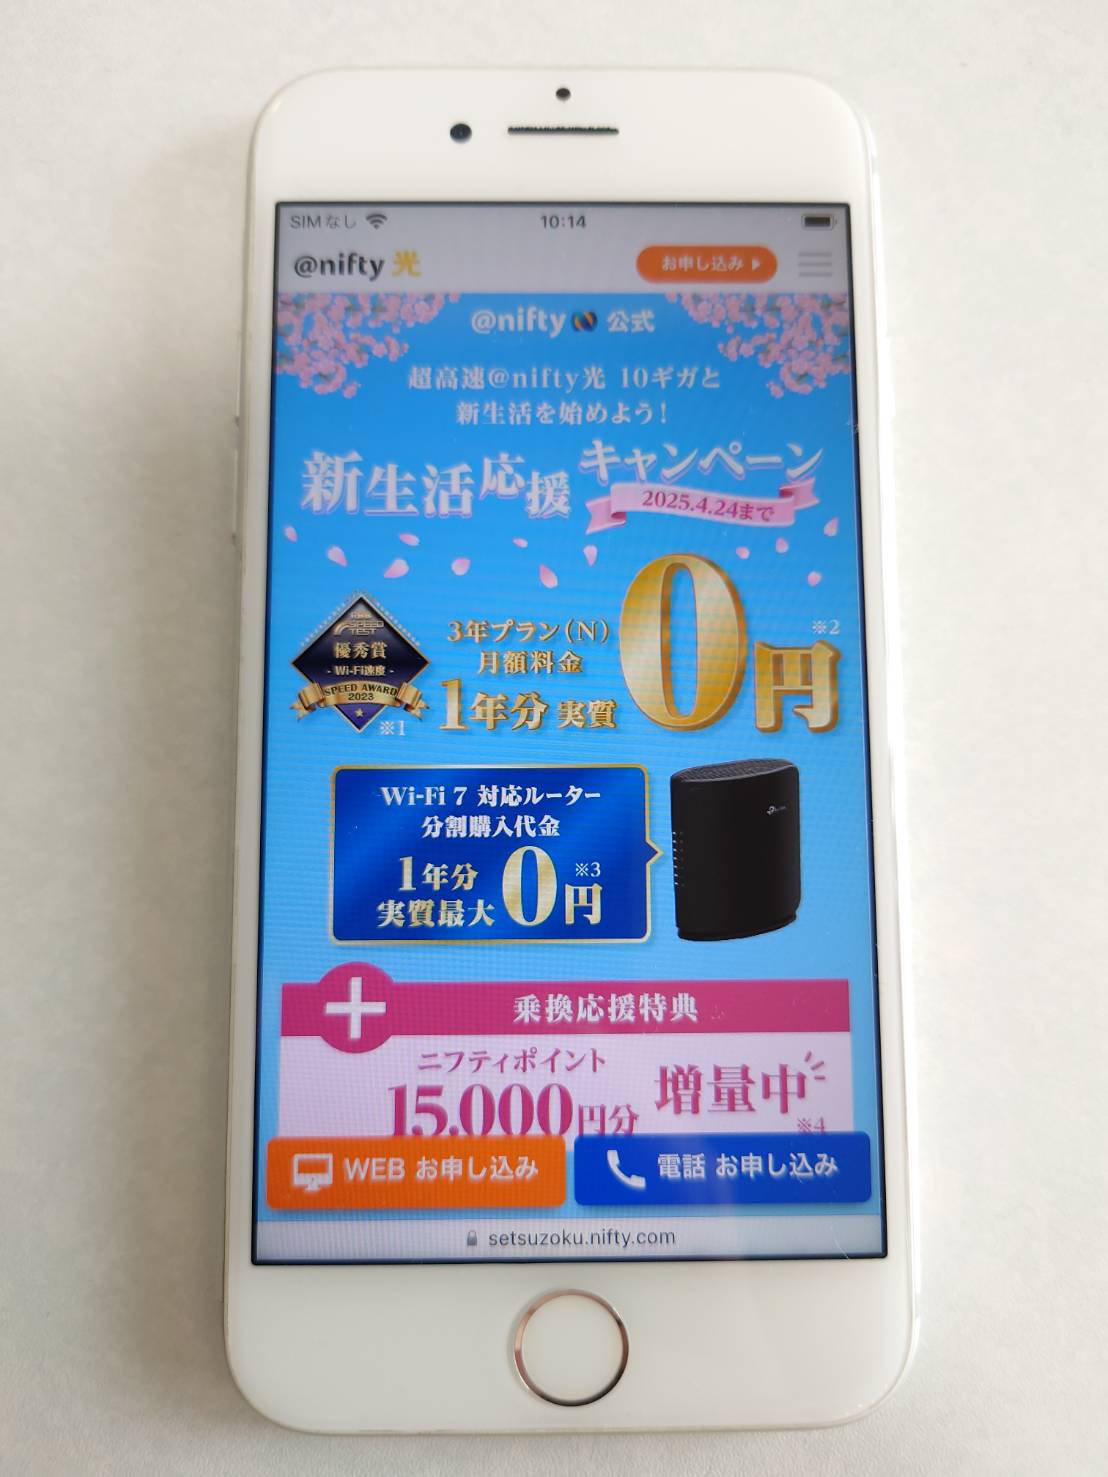 SIMなし
10:14
@nifty 光
お申し込み
@nifty 公式
超高速@nifty光 10ギガと
新生活を始めよう!
新生活応援キャンペーン
2025.4.24まで
SPEED
TEST
優秀賞
- Wi-Fi速度 -
SPEED AWARD
2023
※1
3年プラン(N)
月額料金
1年分 実質
0円
※2
Wi-Fi 7 対応ルーター
分割購入代金
1年分
実質最大 0円
※3
乗換応援特典
ニフティポイント
15,000円分 増量中
※4
WEB お申し込み
電話 お申し込み
setsuzoku.nifty.com